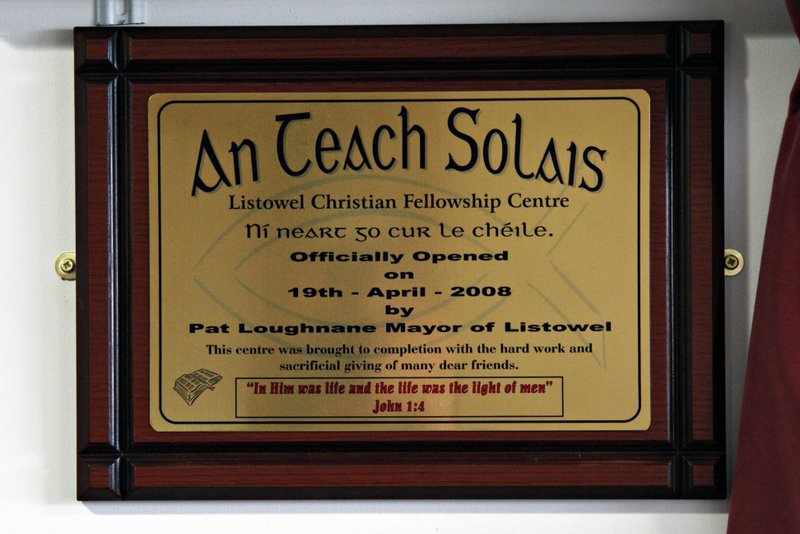 An Teach Solais
Listowel Christian Fellowship Centre
Ní neart go cur le chéile.
Officially Opened
on
19th - April - 2008
by
Pat Loughnane Mayor of Listowel
This centre was brought to completion with the hard work and
sacrificial giving of many dear friends.
"In Him was life and the life was the light of men"
John 1:4